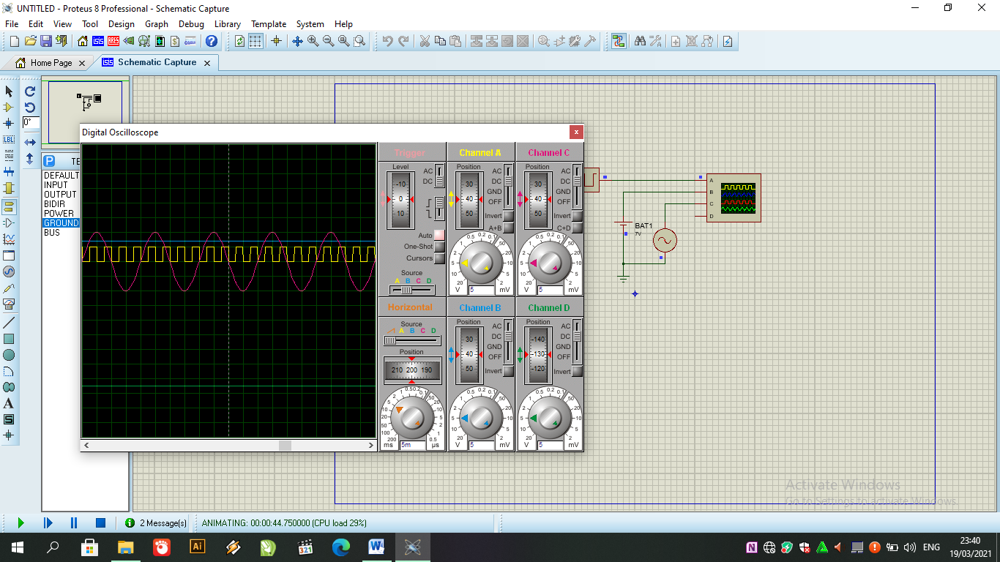 UNTITLED - Proteus 8 Professional - Schematic Capture
File Edit View Tool Design Graph Debug Library Template System Help
Home Page
Schematic Capture
0°
LBL
P
DEFAULT
INPUT
OUTPUT
BIDIR
POWER
GROUND
BUS
A
S
Digital Oscilloscope
Trigger
Level
-10
0
10
AC
DC
Auto
One-Shot
Cursors
Source
A B C D
Channel A
Position
30
40
50
AC
DC
GND
OFF
Invert
A+B
V 5 mV
Channel C
Position
30
40
50
AC
DC
GND
OFF
Invert
C+D
V 5 mV
Horizontal
Source
A B C D
Position
210 200 190
ms 5m µs
Channel B
Position
30
40
50
AC
DC
GND
OFF
Invert
V 5 mV
Channel D
Position
-140
-130
-120
AC
DC
GND
OFF
Invert
V 5 mV
A
B
C
D
BAT1
7V
Activate Windows
Go to Settings to activate Windows.
2 Message(s)
ANIMATING: 00:00:44.750000 (CPU load 29%)
Ai
321
W
N
ENG
23:40
19/03/2021